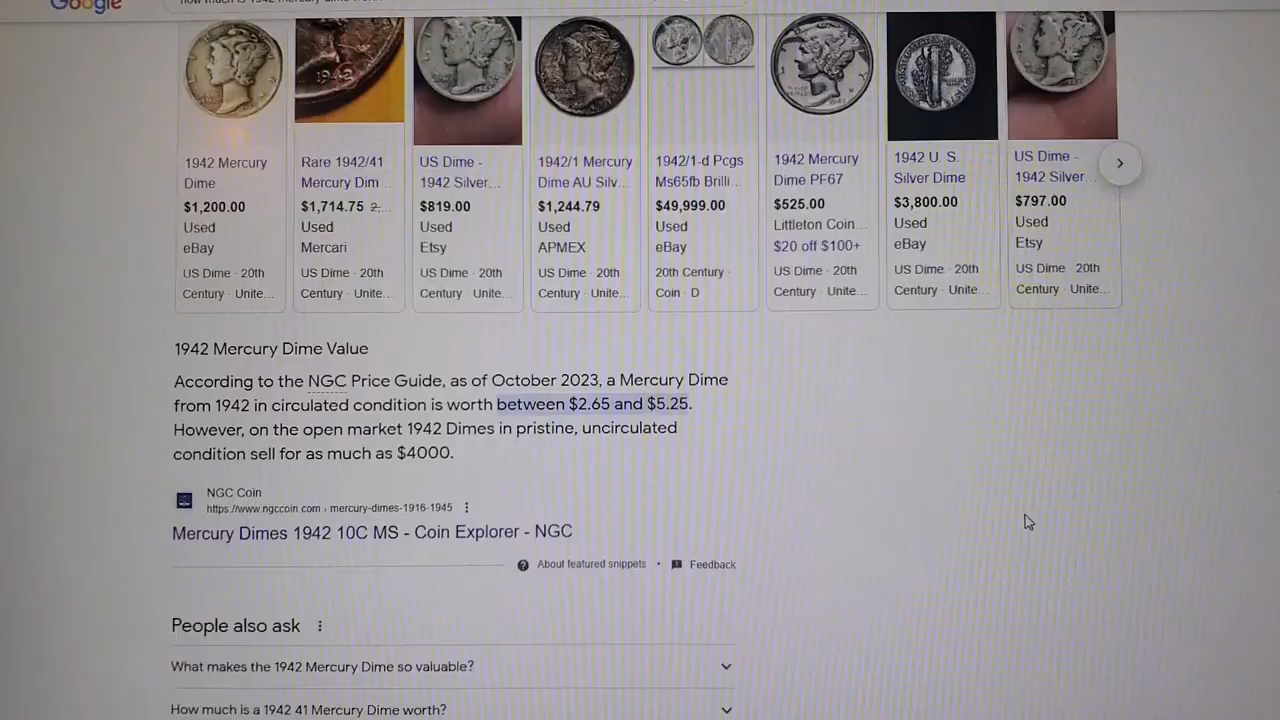 Google
1942 Mercury
Dime
$1,200.00
Used
eBay
US Dime · 20th
Century · Unite...
1942
Rare 1942/41
Mercury Dim...
$1,714.75 2,...
Used
Mercari
US Dime · 20th
Century · Unite...
US Dime -
1942 Silver...
$819.00
Used
Etsy
US Dime · 20th
Century · Unite...
1942/1 Mercury
Dime AU Silv...
$1,244.79
Used
APMEX
US Dime · 20th
Century · Unite...
1942/1-d Pcgs
Ms65fb Brilli...
$49,999.00
Used
eBay
20th Century ·
Coin · D
1942 Mercury
Dime PF67
$525.00
Littleton Coin...
$20 off $100+
US Dime · 20th
Century · Unite...
1942 U. S.
Silver Dime
$3,800.00
Used
eBay
US Dime · 20th
Century · Unite...
US Dime -
1942 Silver...
$797.00
Used
Etsy
US Dime · 20th
Century · Unite...
1942 Mercury Dime Value
According to the NGC Price Guide, as of October 2023, a Mercury Dime
from 1942 in circulated condition is worth between $2.65 and $5.25.
However, on the open market 1942 Dimes in pristine, uncirculated
condition sell for as much as $4000.
NGC Coin
https://www.ngccoin.com › mercury-dimes-1916-1945
Mercury Dimes 1942 10C MS - Coin Explorer - NGC
About featured snippets • Feedback
People also ask
What makes the 1942 Mercury Dime so valuable?
How much is a 1942 41 Mercury Dime worth?